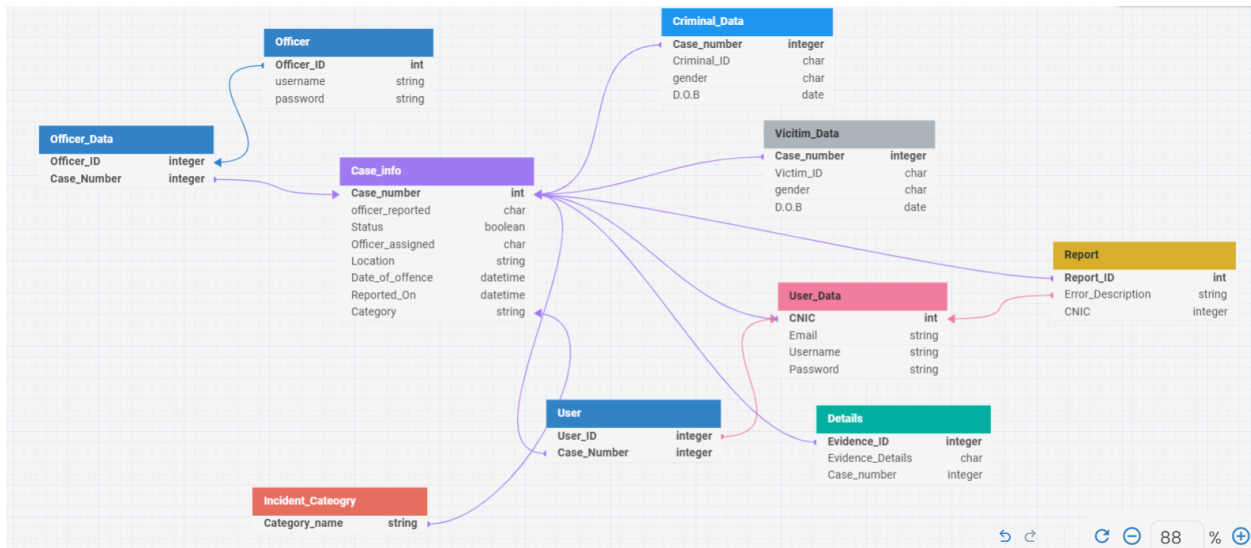 Officer
Officer_ID int
username string
password string
Officer_Data
Officer_ID integer
Case_Number integer
Case_info
Case_number int
officer_reported char
Status boolean
Officer_assigned char
Location string
Date_of_offence datetime
Reported_On datetime
Category string
Criminal_Data
Case_number integer
Criminal_ID char
gender char
D.O.B date
Vicitim_Data
Case_number integer
Victim_ID char
gender char
D.O.B date
Report
Report_ID int
Error_Description string
CNIC integer
User_Data
CNIC int
Email string
Username string
Password string
User
User_ID integer
Case_Number integer
Details
Evidence_ID integer
Evidence_Details char
Case_number integer
Incident_Cateogry
Category_name string
88 %